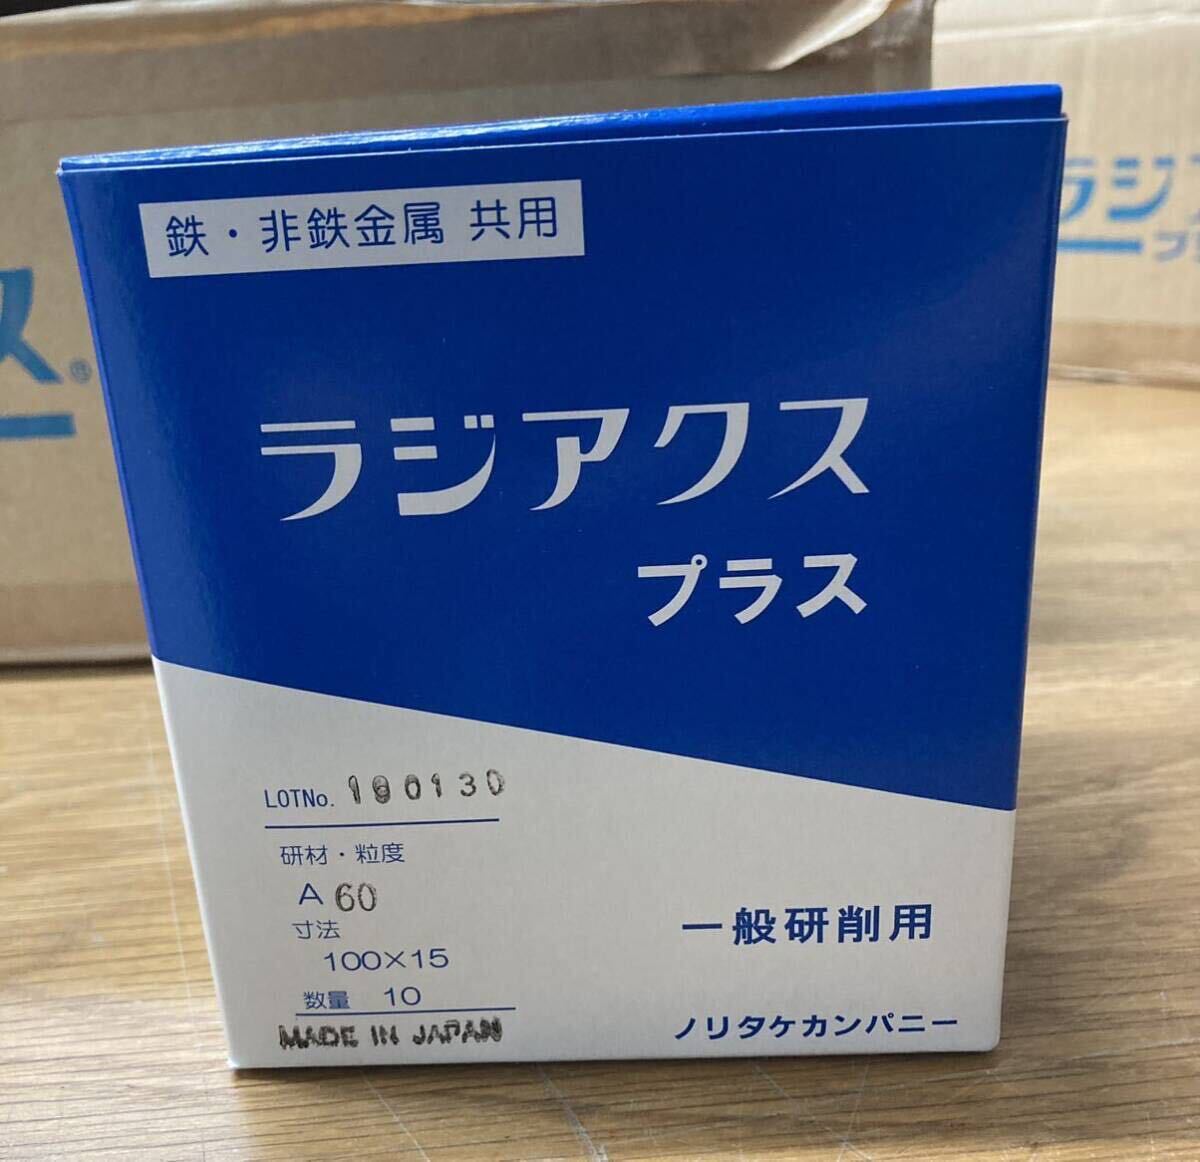 鉄・非鉄金属 共用
ラジアクス
プラス
LOTNo. 190130
研材・粒度
A 60
寸法
100×15
数量 10
MADE IN JAPAN
一般研削用
ノリタケカンパニー
ス®
ラジ